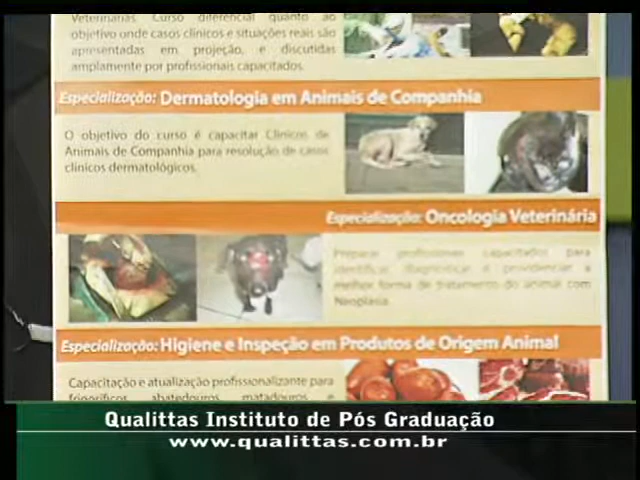 Veterinárias. Curso diferencial quanto ao
objetivo onde casos clínicos e situações reais são
apresentadas em projeção, e discutidas
amplamente por profissionais capacitados.
Especialização: Dermatologia em Animais de Companhia
O objetivo do curso é capacitar Clínicos de
Animais de Companhia para resolução de casos
clínicos dermatológicos.
Especialização: Oncologia Veterinária
Preparar profissionais capacitados para
identificar, diagnosticar e providenciar a
melhor forma de tratamento do animal com
Neoplasia.
Especialização: Higiene e Inspeção em Produtos de Origem Animal
Capacitação e atualização profissionalizante para
frigoríficos, abatedouros, matadouros e
Qualittas Instituto de Pós Graduação
www.qualittas.com.br